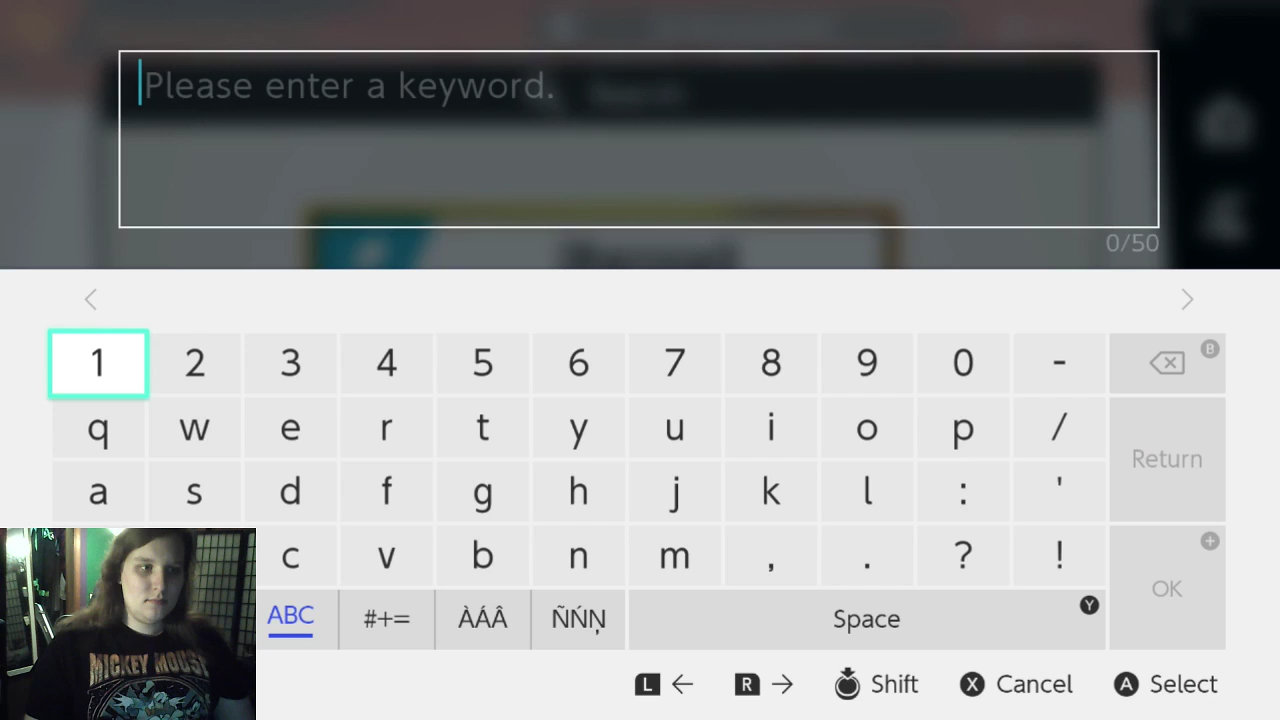 Please enter a keyword.
0/50
1 2 3 4 5 6 7 8 9 0 - B
q w e r t y u i o p /
Return
a s d f g h j k l : '
c v b n m , . ? ! +
OK
ABC #+= ÀÁÂ ÑŃŅ Space Y
L ← R → Shift X Cancel A Select
MICKEY MOUSE